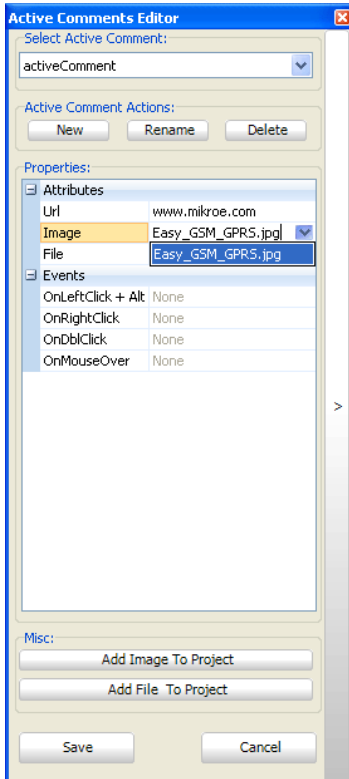 Active Comments Editor
Select Active Comment:
activeComment
Active Comment Actions:
New Rename Delete
Properties:
Attributes
Url www.mikroe.com
Image Easy_GSM_GPRS.jpg
File Easy_GSM_GPRS.jpg
Events
OnLeftClick + Alt None
OnRightClick None
OnDblClick None
OnMouseOver None
>
Misc:
Add Image To Project
Add File To Project
Save Cancel